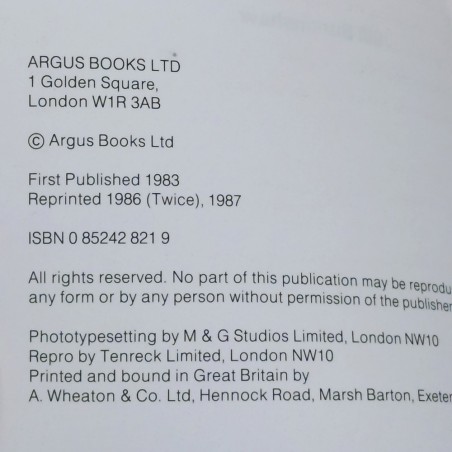 ARGUS BOOKS LTD
1 Golden Square,
London W1R 3AB
© Argus Books Ltd
First Published 1983
Reprinted 1986 (Twice), 1987
ISBN 0 85242 821 9
All rights reserved. No part of this publication may be reprodu
any form or by any person without permission of the publisher
Phototypesetting by M & G Studios Limited, London NW10
Repro by Tenreck Limited, London NW10
Printed and bound in Great Britain by
A. Wheaton & Co. Ltd, Hennock Road, Marsh Barton, Exeter